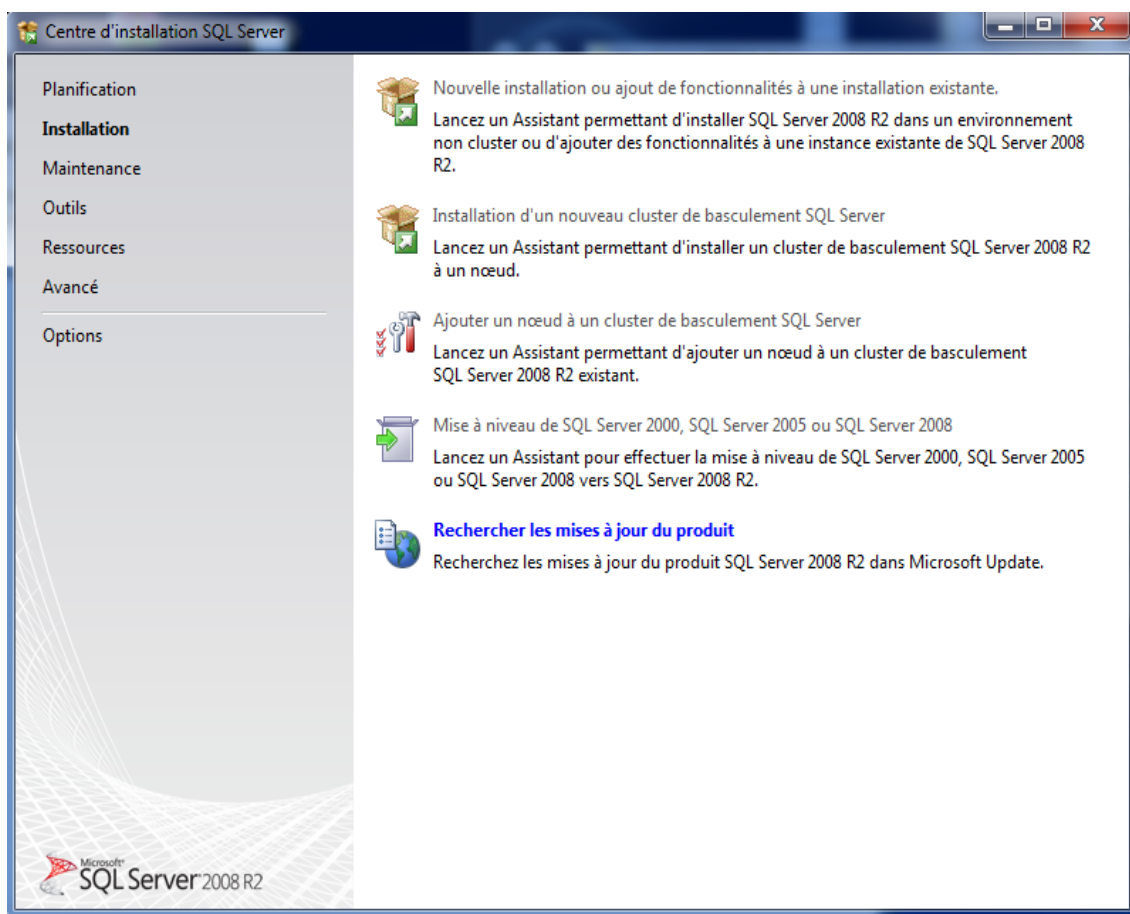 Centre d'installation SQL Server
Planification
Installation
Maintenance
Outils
Ressources
Avancé
Options
Nouvelle installation ou ajout de fonctionnalités à une installation existante.
Lancez un Assistant permettant d'installer SQL Server 2008 R2 dans un environnement
non cluster ou d'ajouter des fonctionnalités à une instance existante de SQL Server 2008
R2.
Installation d'un nouveau cluster de basculement SQL Server
Lancez un Assistant permettant d'installer un cluster de basculement SQL Server 2008 R2
à un nœud.
Ajouter un nœud à un cluster de basculement SQL Server
Lancez un Assistant permettant d'ajouter un nœud à un cluster de basculement
SQL Server 2008 R2 existant.
Mise à niveau de SQL Server 2000, SQL Server 2005 ou SQL Server 2008
Lancez un Assistant pour effectuer la mise à niveau de SQL Server 2000, SQL Server 2005
ou SQL Server 2008 vers SQL Server 2008 R2.
Rechercher les mises à jour du produit
Recherchez les mises à jour du produit SQL Server 2008 R2 dans Microsoft Update.
Microsoft
SQL Server 2008 R2